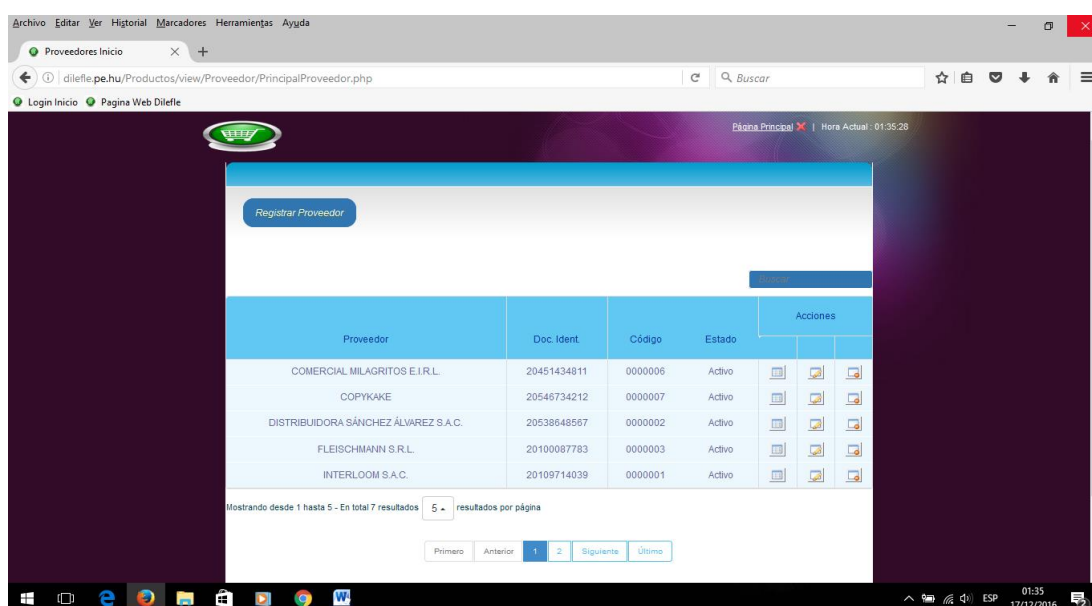 Archivo Editar Ver Historial Marcadores Herramientas Ayuda
Proveedores Inicio
dilefle.pe.hu/Productos/view/Proveedor/PrincipalProveedor.php
Buscar
Login Inicio Pagina Web Dilefle
Página Principal | Hora Actual : 01:35:28
Registrar Proveedor
Buscar
Acciones
Proveedor Doc. Ident. Código Estado
COMERCIAL MILAGRITOS E.I.R.L. 20451434811 0000006 Activo
COPYKAKE 20546734212 0000007 Activo
DISTRIBUIDORA SÁNCHEZ ÁLVAREZ S.A.C. 20538648567 0000002 Activo
FLEISCHMANN S.R.L. 20100087783 0000003 Activo
INTERLOOM S.A.C. 20109714039 0000001 Activo
Mostrando desde 1 hasta 5 - En total 7 resultados 5 resultados por página
Primero Anterior 1 2 Siguiente Último
ESP 01:35
17/12/2016